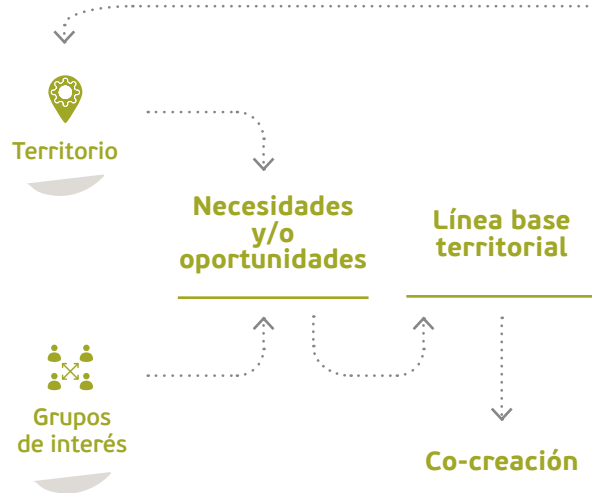 Territorio
Necesidades
y/o
oportunidades
Línea base
territorial
Grupos
de interés
Co-creación